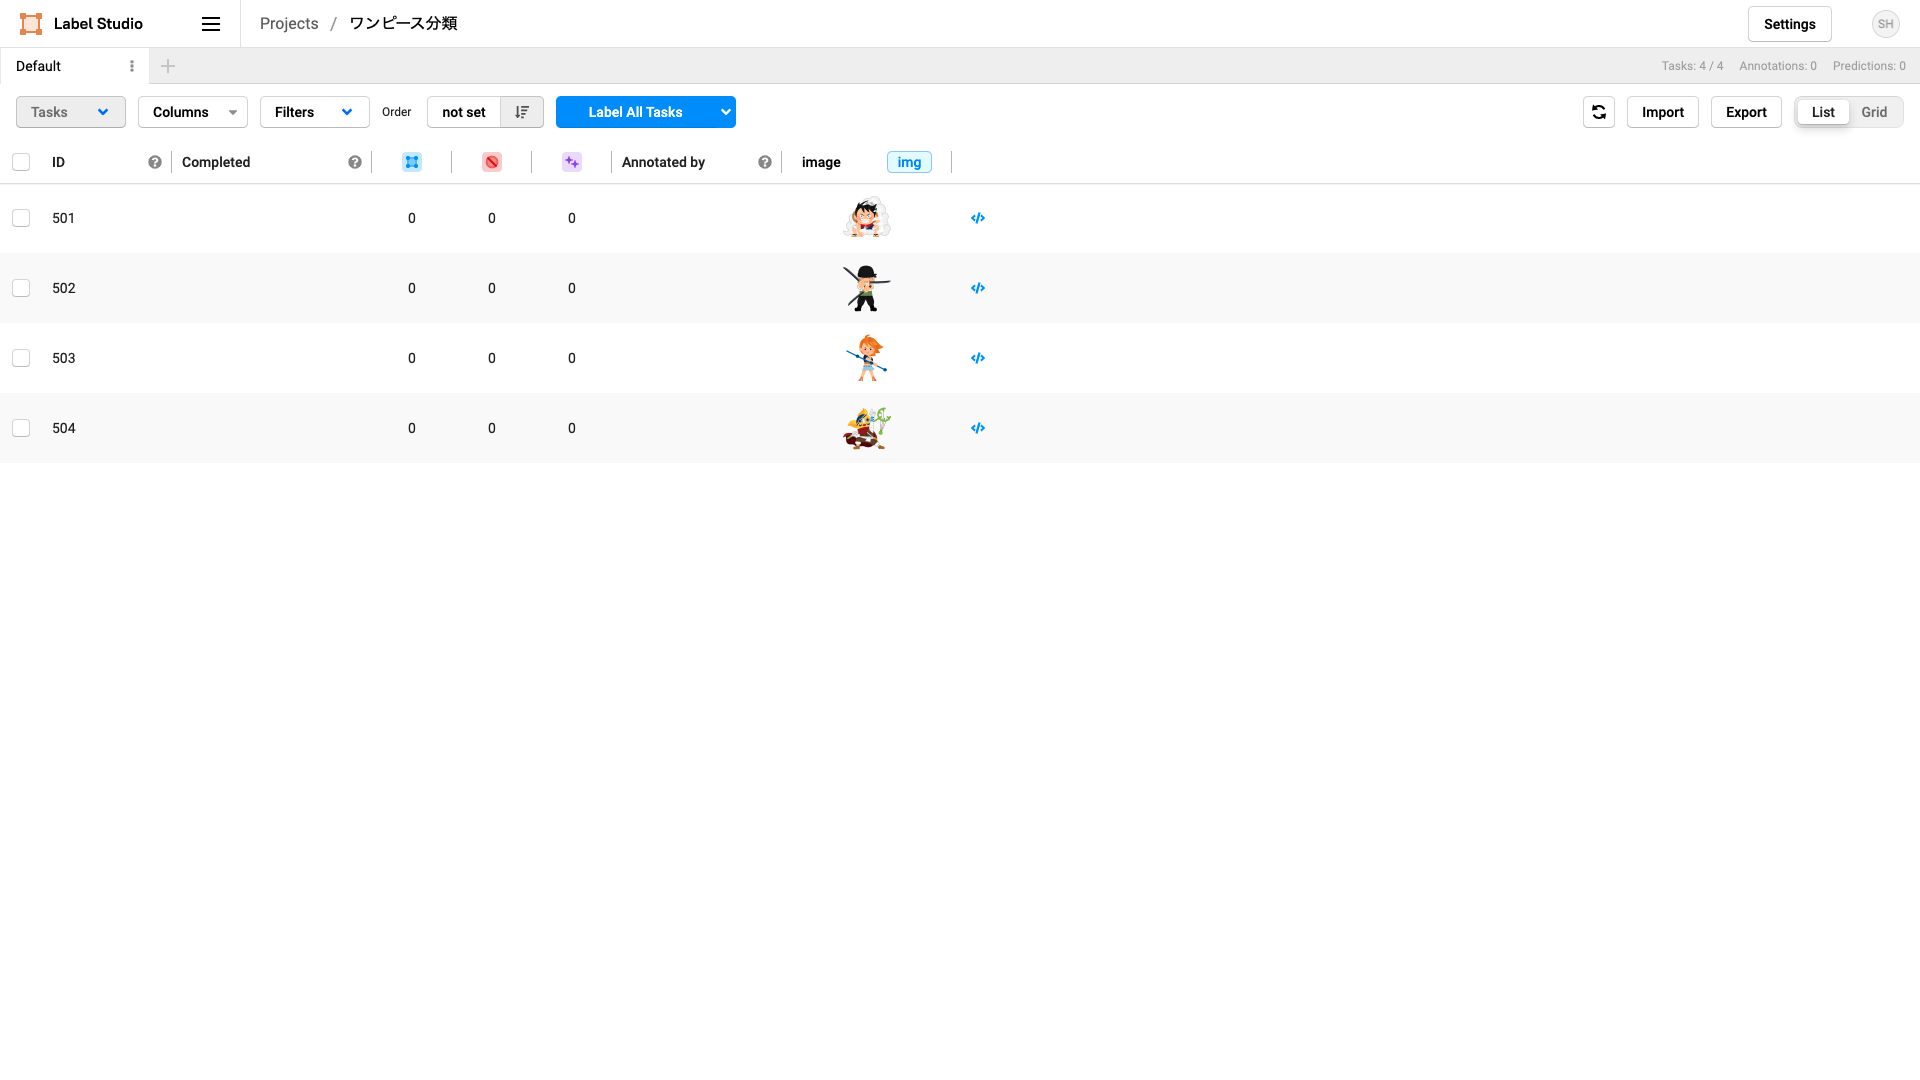 Label Studio
Projects / ワンピース分類
Settings
SH
Default
Tasks: 4 / 4 Annotations: 0 Predictions: 0
Tasks Columns Filters Order not set Label All Tasks Import Export List Grid
ID Completed Annotated by image img
501 0 0 0
502 0 0 0
503 0 0 0
504 0 0 0